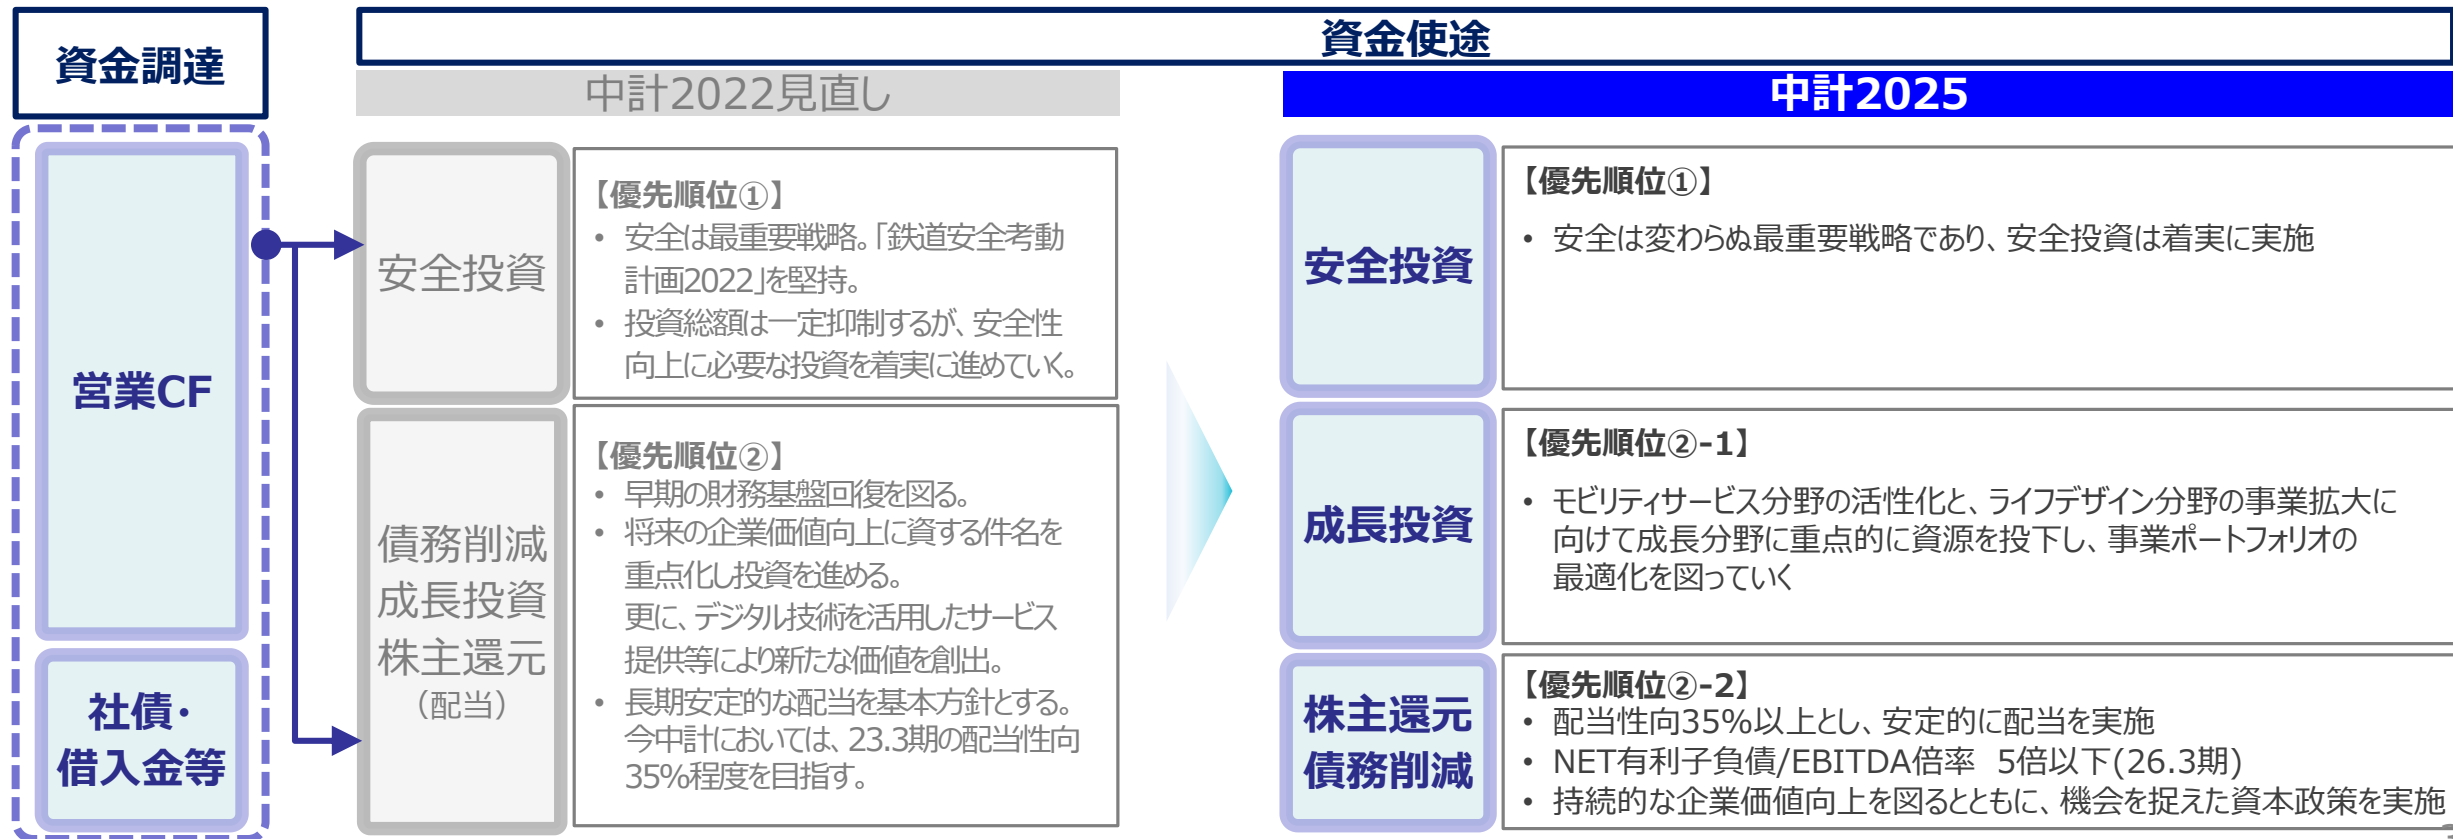 資金調達
資金使途
中計2022見直し
中計2025
営業CF
社債・
借入金等
安全投資
【優先順位①】
• 安全は最重要戦略。「鉄道安全考動
計画2022」を堅持。
• 投資総額は一定抑制するが、安全性
向上に必要な投資を着実に進めていく。
債務削減
成長投資
株主還元
（配当）
【優先順位②】
• 早期の財務基盤回復を図る。
• 将来の企業価値向上に資する件名を
重点化し投資を進める。
更に、デジタル技術を活用したサービス
提供等により新たな価値を創出。
• 長期安定的な配当を基本方針とする。
今中計においては、23.3期の配当性向
35%程度を目指す。
安全投資
【優先順位①】
• 安全は変わらぬ最重要戦略であり、安全投資は着実に実施
成長投資
【優先順位②-1】
• モビリティサービス分野の活性化と、ライフデザイン分野の事業拡大に
向けて成長分野に重点的に資源を投下し、事業ポートフォリオの
最適化を図っていく
株主還元
債務削減
【優先順位②-2】
• 配当性向35%以上とし、安定的に配当を実施
• NET有利子負債/EBITDA倍率 5倍以下(26.3期)
• 持続的な企業価値向上を図るとともに、機会を捉えた資本政策を実施